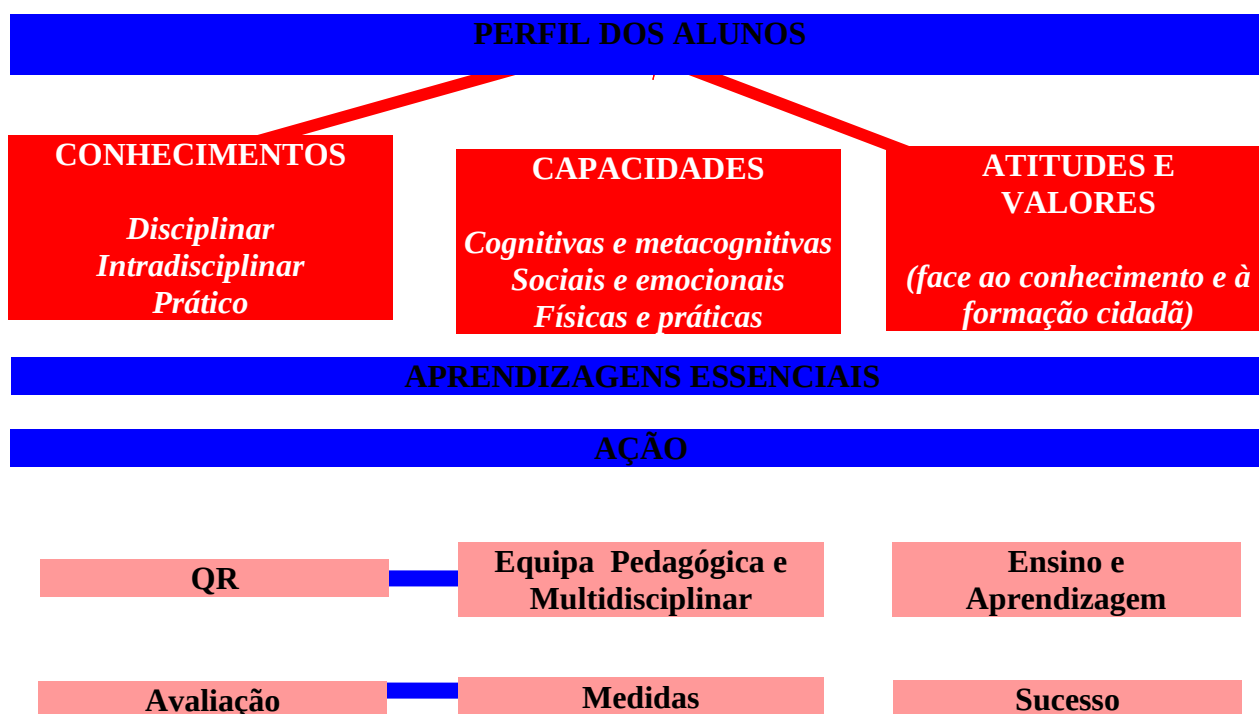 PERFIL DOS ALUNOS
CONHECIMENTOS
Disciplinar
Intradisciplinar
Prático
CAPACIDADES
Cognitivas e metacognitivas
Sociais e emocionais
Físicas e práticas
ATITUDES E
VALORES
(face ao conhecimento e à
formação cidadã)
APRENDIZAGENS ESSENCIAIS
AÇÃO
QR
Equipa  Pedagógica e
Multidisciplinar
Ensino e
Aprendizagem
Avaliação
Medidas
Sucesso